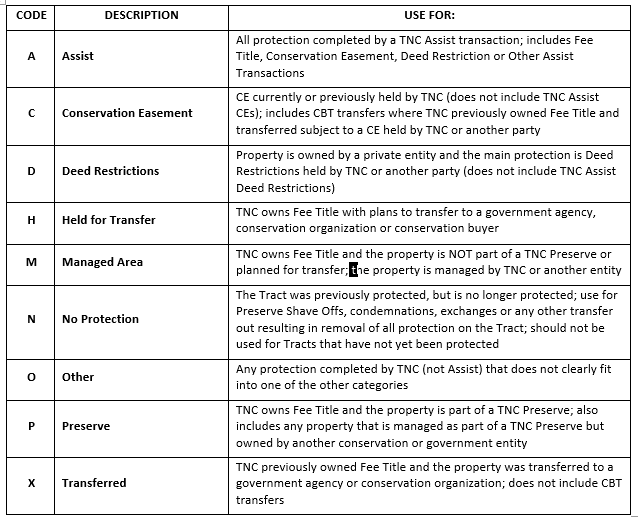 CODE DESCRIPTION USE FOR:
All protection completed by a TNC Assist transaction; includes Fee
A Assist Title, Conservation Easement, Deed Restriction or Other Assist
Transactions
CE currently or previously held by TNC (does not include TNC Assist
C Conservation Easement CEs); includes CBT transfers where TNC previously owned Fee Title and
transferred subject to a CE held by TNC or another party
Property is owned by a private entity and the main protection is Deed
D Deed Restrictions Restrictions held by TNC or another party (does not include TNC Assist
Deed Restrictions)
H Held for Transfer TNC owns Fee Title with plans to transfer to a government agency,
conservation organization or conservation buyer
M Managed Area TNC owns Fee Title and the property is NOT part of a TNC Preserve or
planned for transfer; the property is managed by TNC or another entity
The Tract was previously protected, but is no longer protected; use for
N No Protection Preserve Shave Offs, condemnations, exchanges or any other transfer
out resulting in removal of all protection on the Tract; should not be
used for Tracts that have not yet been protected
O Other Any protection completed by TNC (not Assist) that does not clearly fit
into one of the other categories
TNC owns Fee Title and the property is part of a TNC Preserve; also
P Preserve includes any property that is managed as part of a TNC Preserve but
owned by another conservation or government entity
TNC previously owned Fee Title and the property was transferred to a
X Transferred government agency or conservation organization; does not include CBT
transfers